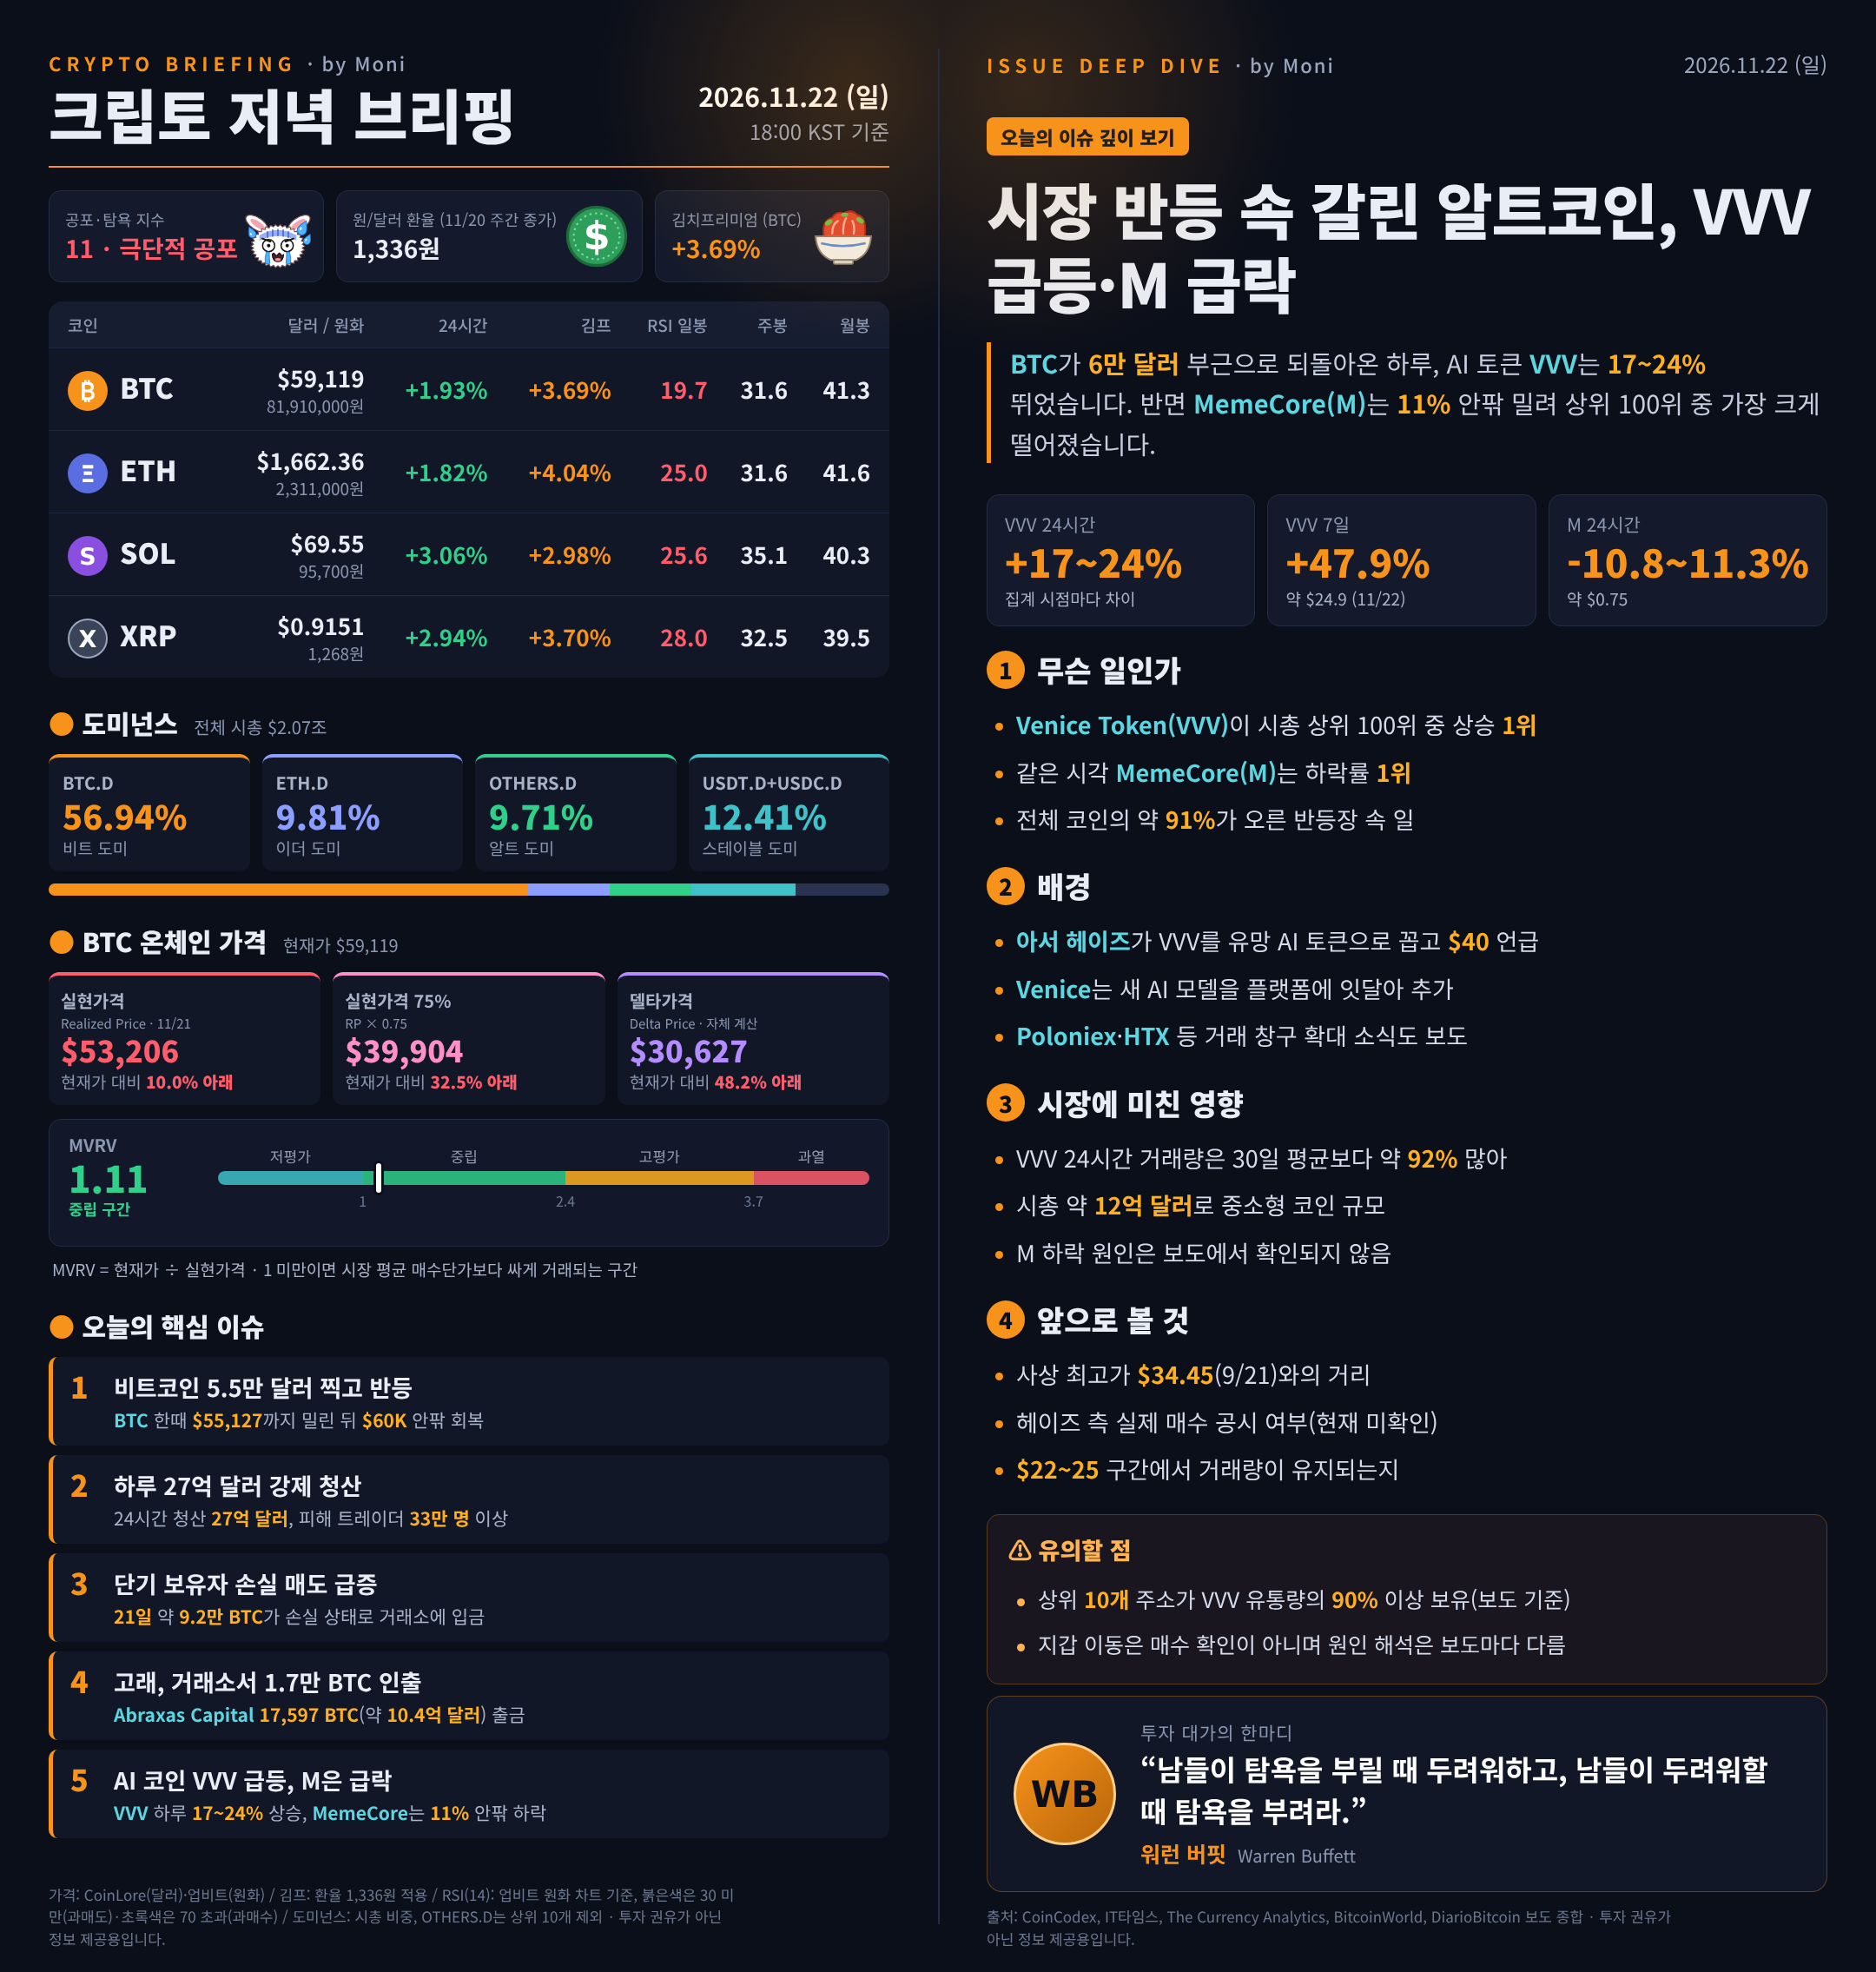 CRYPTO BRIEFING · by Moni
크립토 저녁 브리핑
2026.11.22 (일)
18:00 KST 기준
공포·탐욕 지수
11 · 극단적 공포
원/달러 환율 (11/20 주간 종가)
1,336원
$
김치프리미엄 (BTC)
+3.69%
코인 달러 / 원화 24시간 김프 RSI 일봉 주봉 월봉
₿ BTC $59,119 +1.93% +3.69% 19.7 31.6 41.3
81,910,000원
Ξ ETH $1,662.36 +1.82% +4.04% 25.0 31.6 41.6
2,311,000원
S SOL $69.55 +3.06% +2.98% 25.6 35.1 40.3
95,700원
X XRP $0.9151 +2.94% +3.70% 28.0 32.5 39.5
1,268원
도미넌스 전체 시총 $2.07조
BTC.D
56.94%
비트 도미
ETH.D
9.81%
이더 도미
OTHERS.D
9.71%
알트 도미
USDT.D+USDC.D
12.41%
스테이블 도미
BTC 온체인 가격 현재가 $59,119
실현가격
Realized Price · 11/21
$53,206
현재가 대비 10.0% 아래
실현가격 75%
RP × 0.75
$39,904
현재가 대비 32.5% 아래
델타가격
Delta Price · 자체 계산
$30,627
현재가 대비 48.2% 아래
MVRV
1.11
중립 구간
저평가 중립 고평가 과열
1 2.4 3.7
MVRV = 현재가 ÷ 실현가격 · 1 미만이면 시장 평균 매수단가보다 싸게 거래되는 구간
오늘의 핵심 이슈
1 비트코인 5.5만 달러 찍고 반등
BTC 한때 $55,127까지 밀린 뒤 $60K 안팎 회복
2 하루 27억 달러 강제 청산
24시간 청산 27억 달러, 피해 트레이더 33만 명 이상
3 단기 보유자 손실 매도 급증
21일 약 9.2만 BTC가 손실 상태로 거래소에 입금
4 고래, 거래소서 1.7만 BTC 인출
Abraxas Capital 17,597 BTC(약 10.4억 달러) 출금
5 AI 코인 VVV 급등, M은 급락
VVV 하루 17~24% 상승, MemeCore는 11% 안팎 하락
가격: CoinLore(달러)·업비트(원화) / 김프: 환율 1,336원 적용 / RSI(14): 업비트 원화 차트 기준, 붉은색은 30 미
만(과매도)·초록색은 70 초과(과매수) / 도미넌스: 시총 비중, OTHERS.D는 상위 10개 제외 · 투자 권유가 아닌
정보 제공용입니다.
ISSUE DEEP DIVE · by Moni
2026.11.22 (일)
오늘의 이슈 깊이 보기
시장 반등 속 갈린 알트코인, VVV
급등·M 급락
BTC가 6만 달러 부근으로 되돌아온 하루, AI 토큰 VVV는 17~24%
뛰었습니다. 반면 MemeCore(M)는 11% 안팎 밀려 상위 100위 중 가장 크게
떨어졌습니다.
VVV 24시간
+17~24%
집계 시점마다 차이
VVV 7일
+47.9%
약 $24.9 (11/22)
M 24시간
-10.8~11.3%
약 $0.75
1 무슨 일인가
• Venice Token(VVV)이 시총 상위 100위 중 상승 1위
• 같은 시각 MemeCore(M)는 하락률 1위
• 전체 코인의 약 91%가 오른 반등장 속 일
2 배경
• 아서 헤이즈가 VVV를 유망 AI 토큰으로 꼽고 $40 언급
• Venice는 새 AI 모델을 플랫폼에 잇달아 추가
• Poloniex·HTX 등 거래 창구 확대 소식도 보도
3 시장에 미친 영향
• VVV 24시간 거래량은 30일 평균보다 약 92% 많아
• 시총 약 12억 달러로 중소형 코인 규모
• M 하락 원인은 보도에서 확인되지 않음
4 앞으로 볼 것
• 사상 최고가 $34.45(9/21)와의 거리
• 헤이즈 측 실제 매수 공시 여부(현재 미확인)
• $22~25 구간에서 거래량이 유지되는지
⚠ 유의할 점
• 상위 10개 주소가 VVV 유통량의 90% 이상 보유(보도 기준)
• 지갑 이동은 매수 확인이 아니며 원인 해석은 보도마다 다름
WB
투자 대가의 한마디
“남들이 탐욕을 부릴 때 두려워하고, 남들이 두려워할
때 탐욕을 부려라.”
워런 버핏 Warren Buffett
출처: CoinCodex, IT타임스, The Currency Analytics, BitcoinWorld, DiarioBitcoin 보도 종합 · 투자 권유가
아닌 정보 제공용입니다.